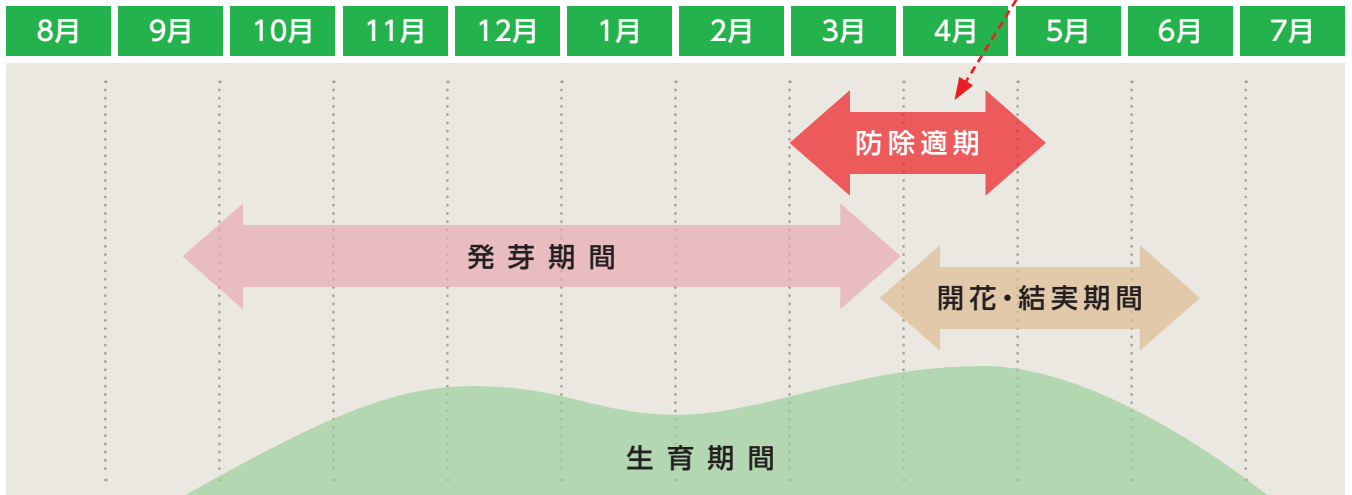 8月 9月 10月 11月 12月 1月 2月 3月 4月 5月 6月 7月
防除適期
発芽期間
開花・結実期間
生育期間